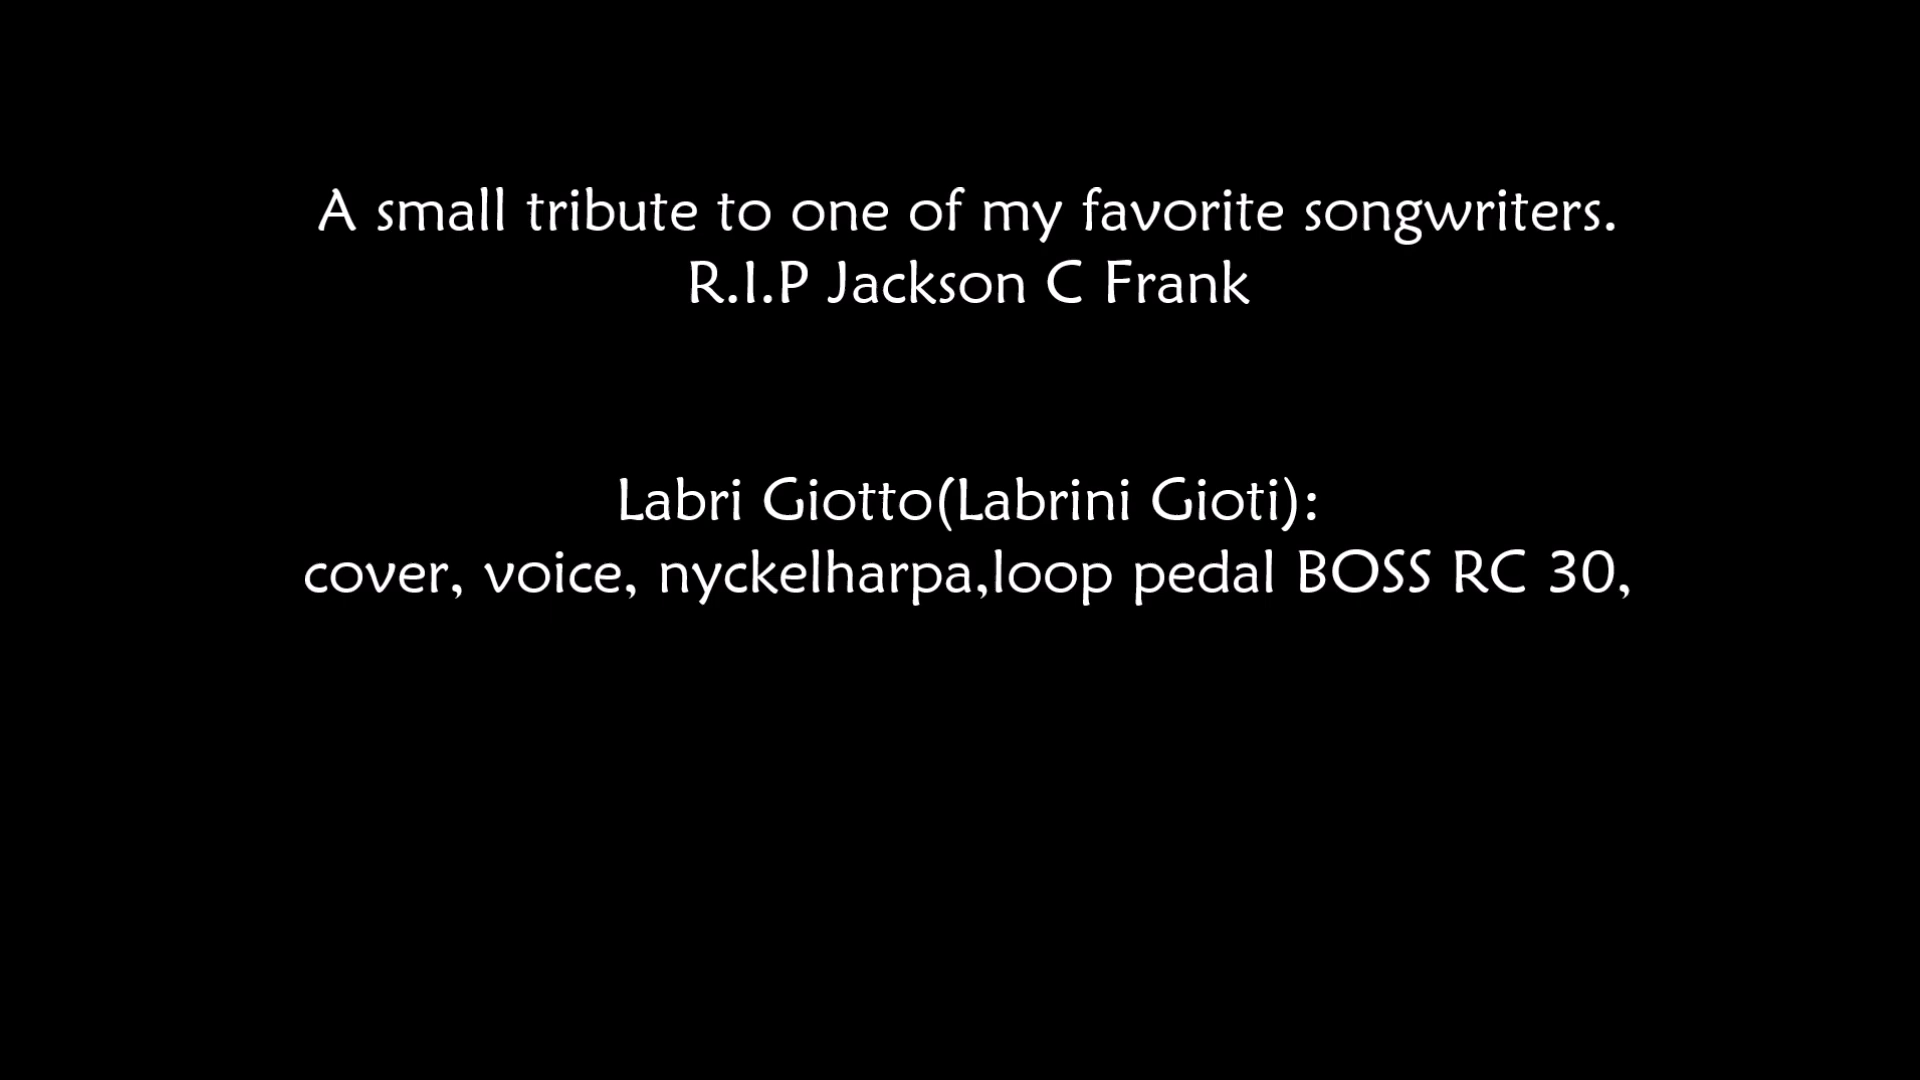 A small tribute to one of my favorite songwriters.
R.I.P Jackson C Frank
Labri Giotto(Labrini Gioti):
cover, voice, nyckelharpa,loop pedal BOSS RC 30,